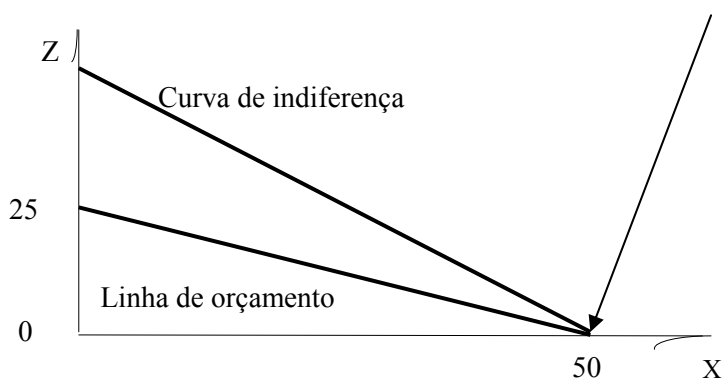 Z
Curva de indiferença
25
Linha de orçamento
0
50
X